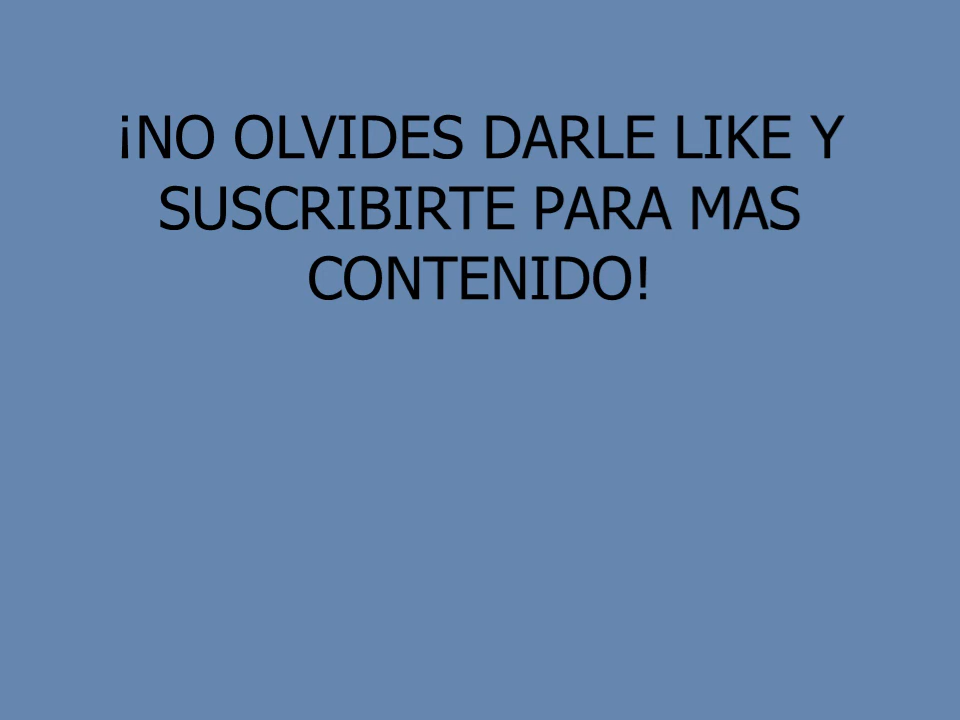 ¡NO OLVIDES DARLE LIKE Y
SUSCRIBIRTE PARA MAS
CONTENIDO!